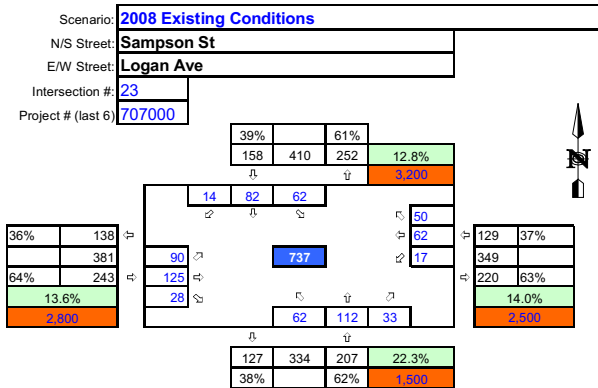 Scenario: 2008 Existing Conditions
N/S Street: Sampson St
E/W Street: Logan Ave
Intersection #: 23
Project # (last 6) 707000
39% 61%
158 410 252 12.8%
3,200
N
14 82 62
50
36% 138 62 129 37%
381 90 737 17 349
64% 243 125 220 63%
13.6% 28 14.0%
2,800 62 112 33 2,500
127 334 207 22.3%
38% 62% 1,500